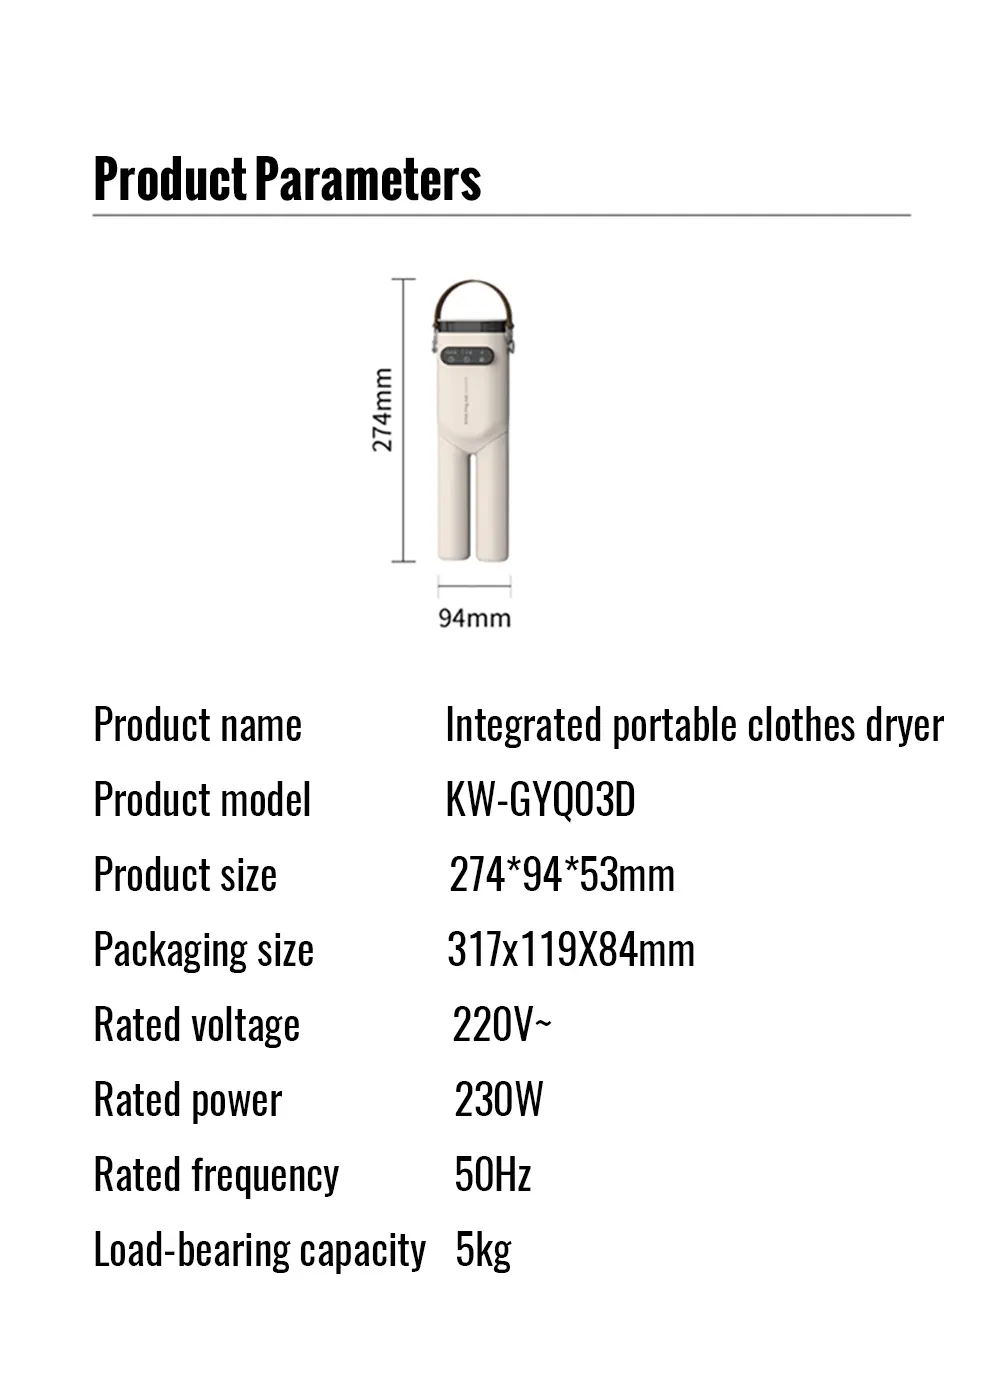 Product Parameters
274mm
94mm
Product name Integrated portable clothes dryer
Product model KW-GYQ03D
Product size 274*94*53mm
Packaging size 317x119X84mm
Rated voltage 220V~
Rated power 230W
Rated frequency 50Hz
Load-bearing capacity 5kg